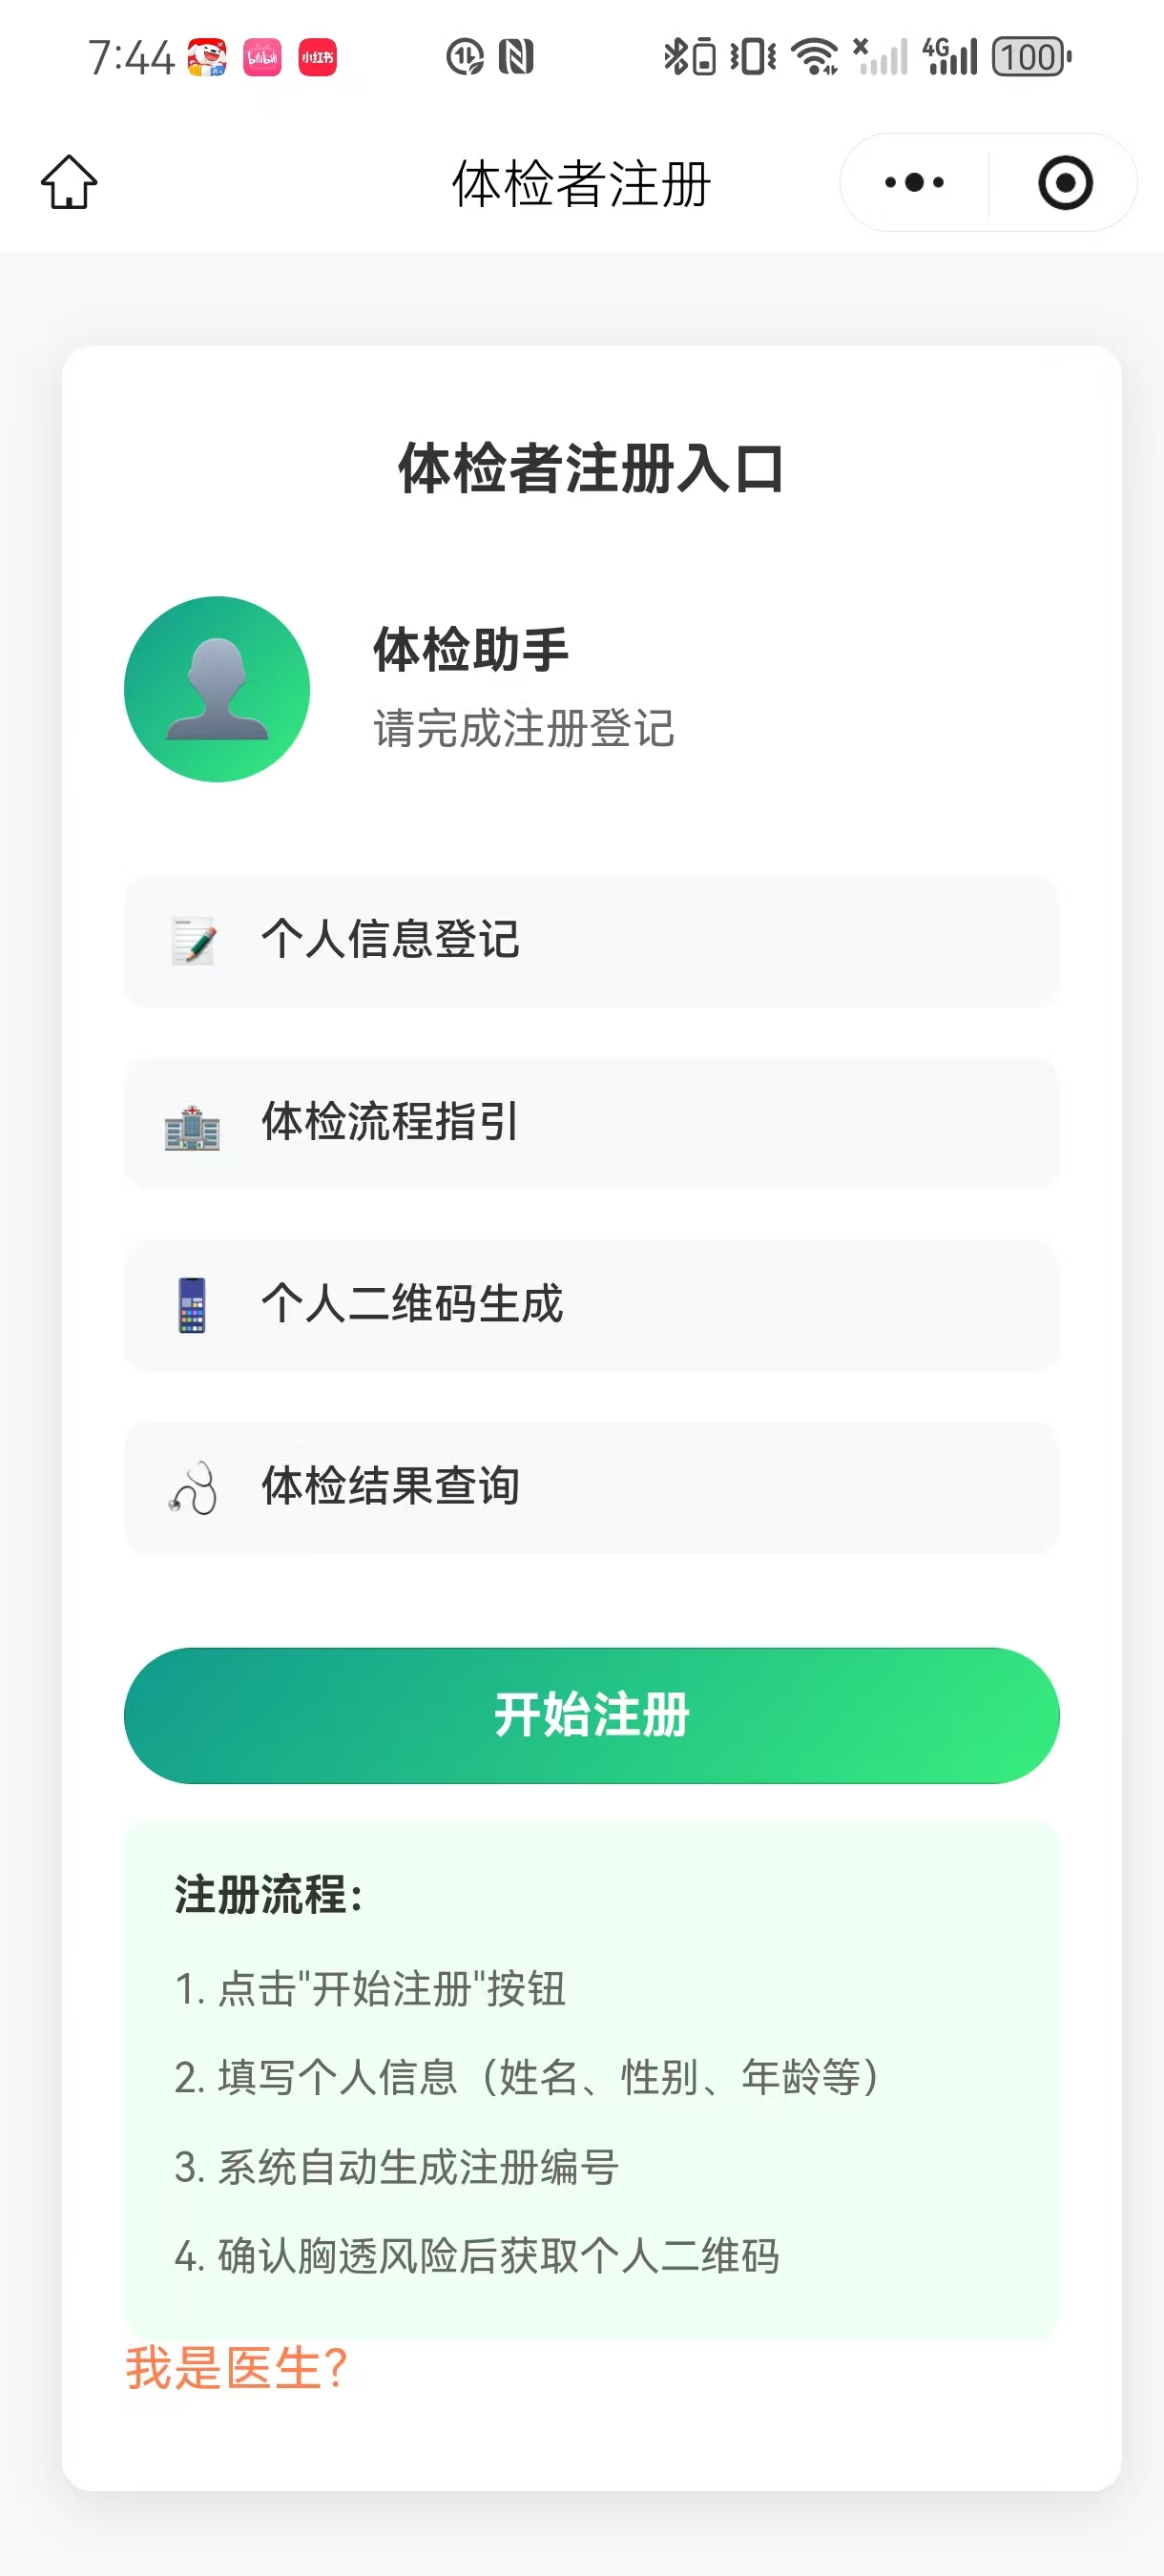 7:44
bilibili
小红书
4G
100
体检者注册
体检者注册入口
体检助手
请完成注册登记
个人信息登记
体检流程指引
个人二维码生成
体检结果查询
开始注册
注册流程：
1. 点击"开始注册"按钮
2. 填写个人信息（姓名、性别、年龄等）
3. 系统自动生成注册编号
4. 确认胸透风险后获取个人二维码
我是医生？